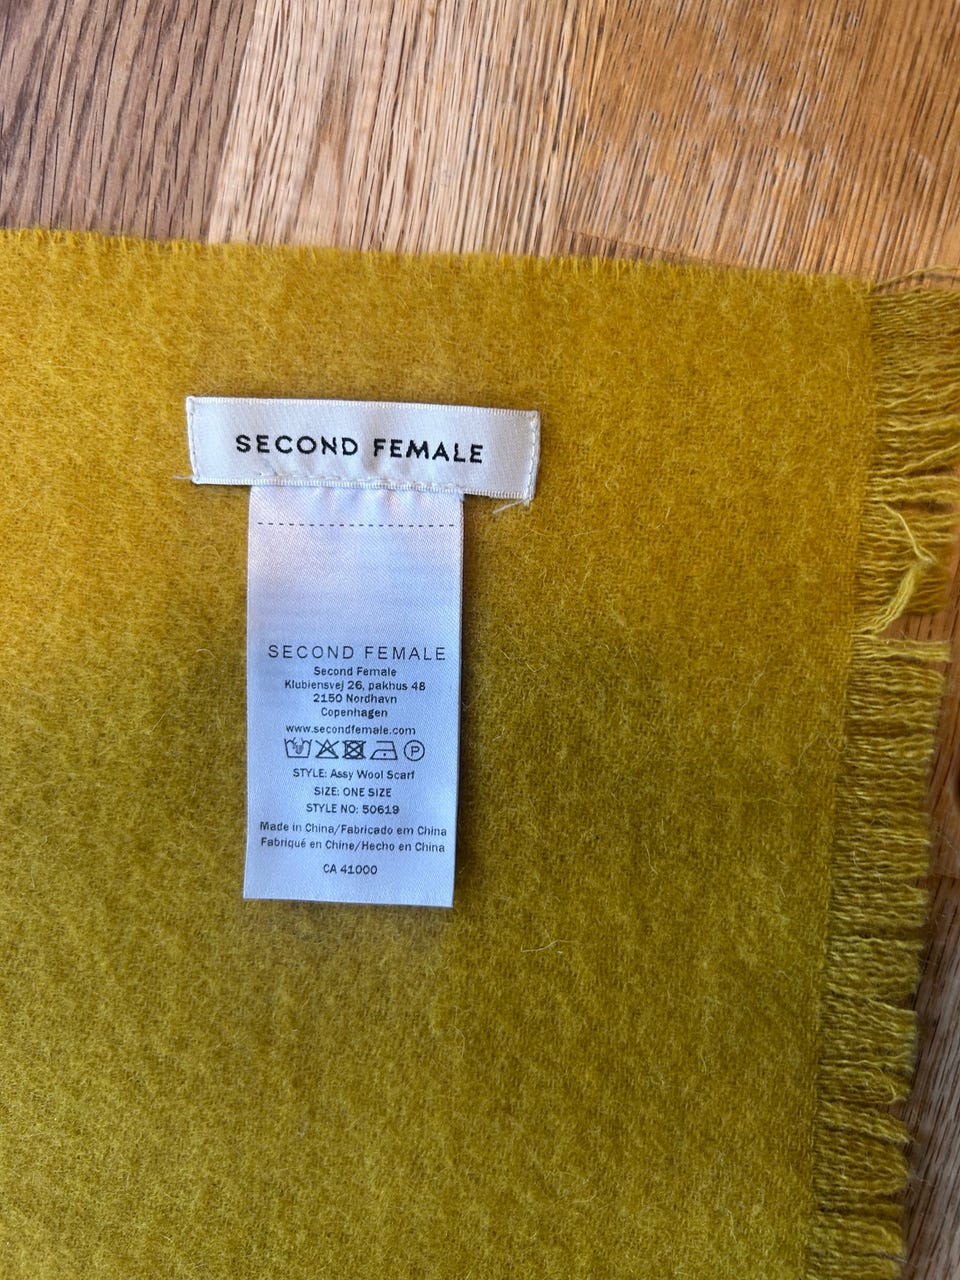 SECOND FEMALE
SECOND FEMALE
Second Female
Klubiensvej 26, pakhus 48
2150 Nordhavn
Copenhagen
www.secondfemale.com
P
STYLE: Assy Wool Scarf
SIZE: ONE SIZE
STYLE NO: 50619
Made in China/Fabricado em China
Fabriqué en Chine/Hecho en China
CA 41000